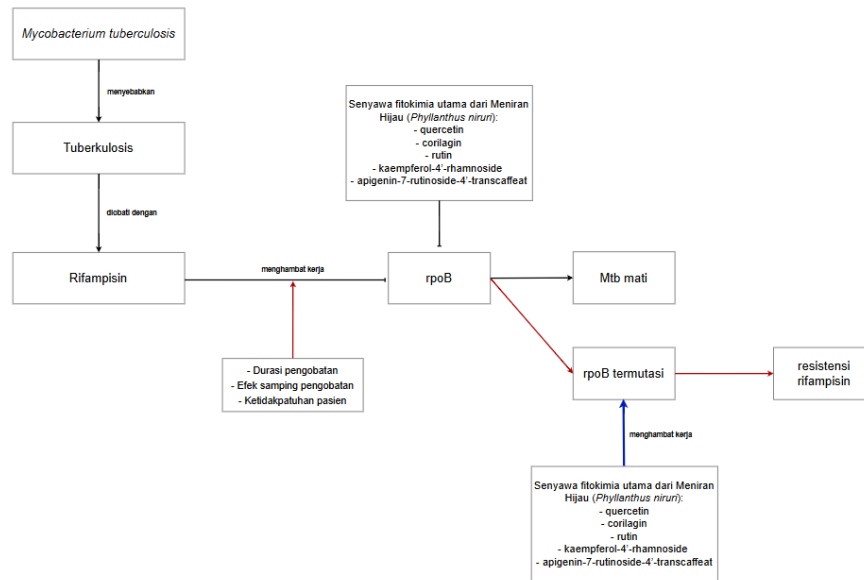 Mycobacterium tuberculosis
menyebabkan
Tuberkulosis
diobati dengan
Rifampisin
menghambat kerja
- Durasi pengobatan
- Efek samping pengobatan
- Ketidakpatuhan pasien
Senyawa fitokimia utama dari Meniran
Hijau (Phyllanthus niruri):
- quercetin
- corilagin
- rutin
- kaempferol-4'-rhamnoside
- apigenin-7-rutinoside-4'-transcaffeat
rpoB
Mtb mati
rpoB termutasi
resistensi
rifampisin
menghambat kerja
Senyawa fitokimia utama dari Meniran
Hijau (Phyllanthus niruri):
- quercetin
- corilagin
- rutin
- kaempferol-4'-rhamnoside
- apigenin-7-rutinoside-4'-transcaffeat